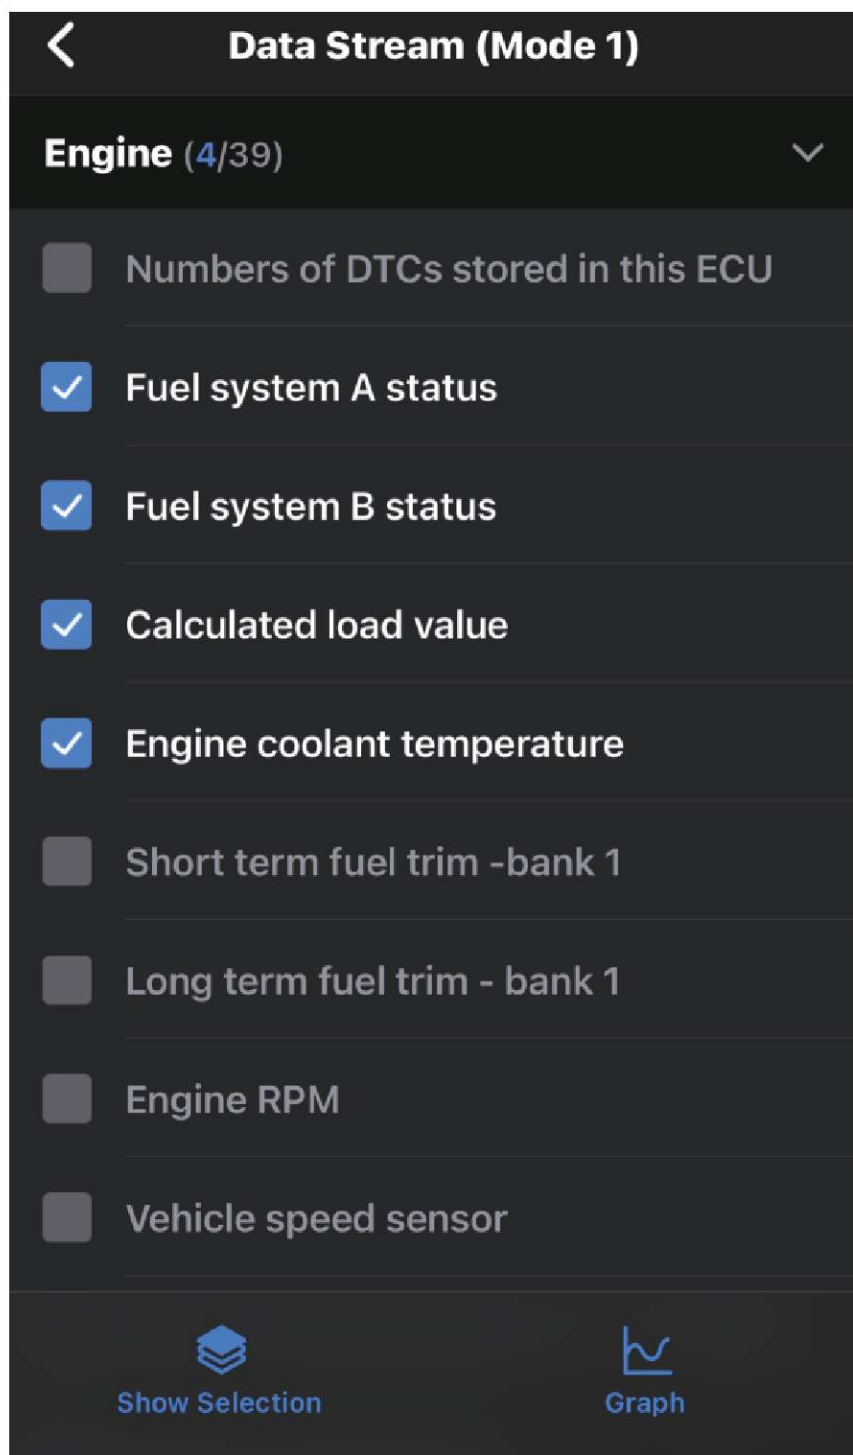 Data Stream (Mode 1)
Engine (4/39)
Numbers of DTCs stored in this ECU
Fuel system A status
Fuel system B status
Calculated load value
Engine coolant temperature
Short term fuel trim -bank 1
Long term fuel trim - bank 1
Engine RPM
Vehicle speed sensor
Show Selection
Graph